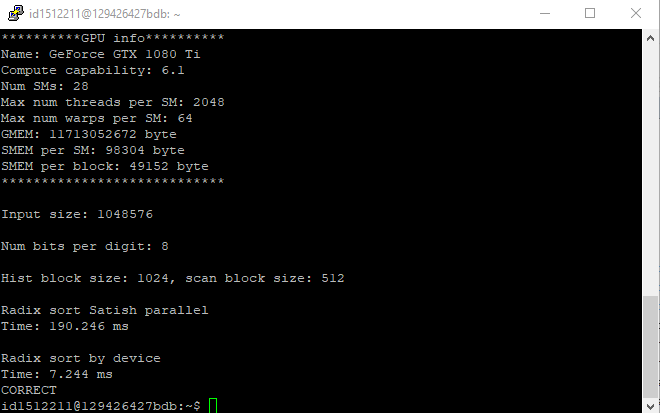 id1512211@129426427bdb: ~
**********GPU info**********
Name: GeForce GTX 1080 Ti
Compute capability: 6.1
Num SMs: 28
Max num threads per SM: 2048
Max num warps per SM: 64
GMEM: 11713052672 byte
SMEM per SM: 98304 byte
SMEM per block: 49152 byte
****************************
Input size: 1048576
Num bits per digit: 8
Hist block size: 1024, scan block size: 512
Radix sort Satish parallel
Time: 190.246 ms
Radix sort by device
Time: 7.244 ms
CORRECT
id1512211@129426427bdb:~$